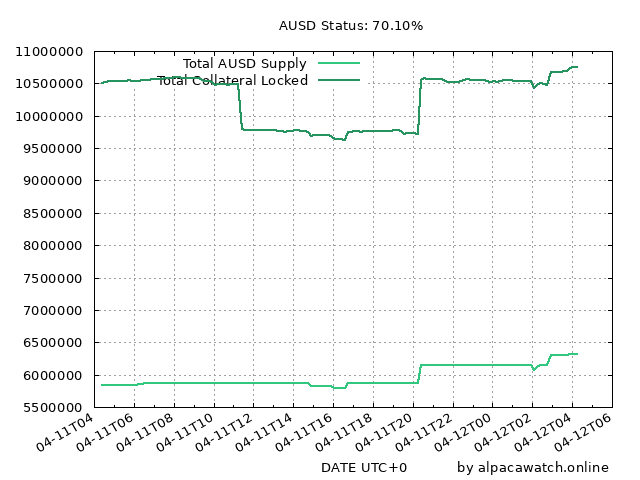 AUSD Status: 70.10%
11000000
10500000
10000000
9500000
9000000
8500000
8000000
7500000
7000000
6500000
6000000
5500000
Total AUSD Supply
Total Collateral Locked
04-11T04
04-11T06
04-11T08
04-11T10
04-11T12
04-11T14
04-11T16
04-11T18
04-11T20
04-11T22
04-12T00
04-12T02
04-12T04
04-12T06
DATE UTC+0
by alpacawatch.online